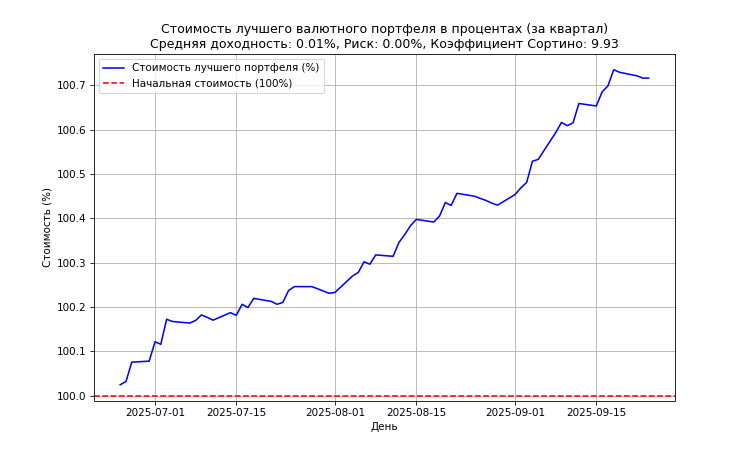 Стоимость лучшего валютного портфеля в процентах (за квартал)
Средняя доходность: 0.01%, Риск: 0.00%, Коэффициент Сортино: 9.93
Стоимость лучшего портфеля (%)
Начальная стоимость (100%)
Стоимость (%)
100.7
100.6
100.5
100.4
100.3
100.2
100.1
100.0
2025-07-01 2025-07-15 2025-08-01 2025-08-15 2025-09-01 2025-09-15
День